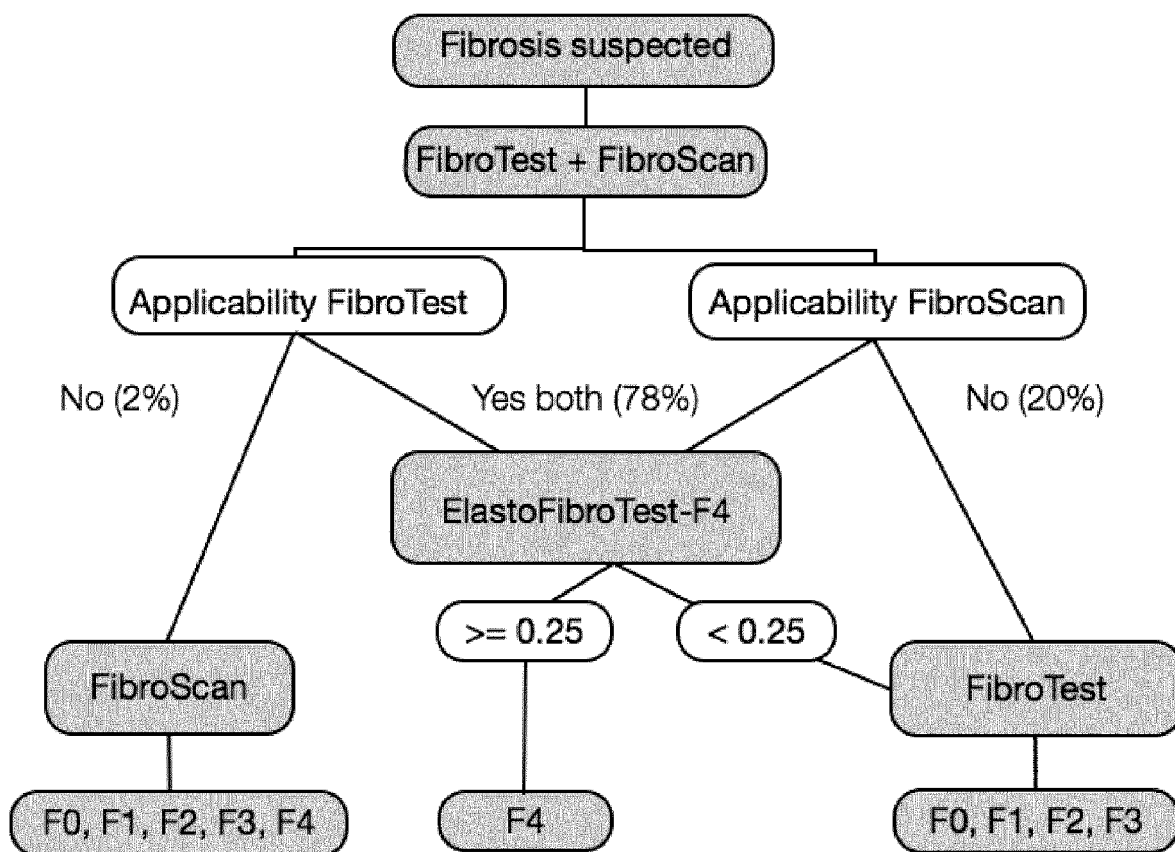 Fibrosis suspected
FibroTest + FibroScan
Applicability FibroTest
Applicability FibroScan
No (2%)
Yes both (78%)
No (20%)
ElastoFibroTest-F4
>= 0.25
< 0.25
FibroScan
FibroTest
F0, F1, F2, F3, F4
F4
F0, F1, F2, F3